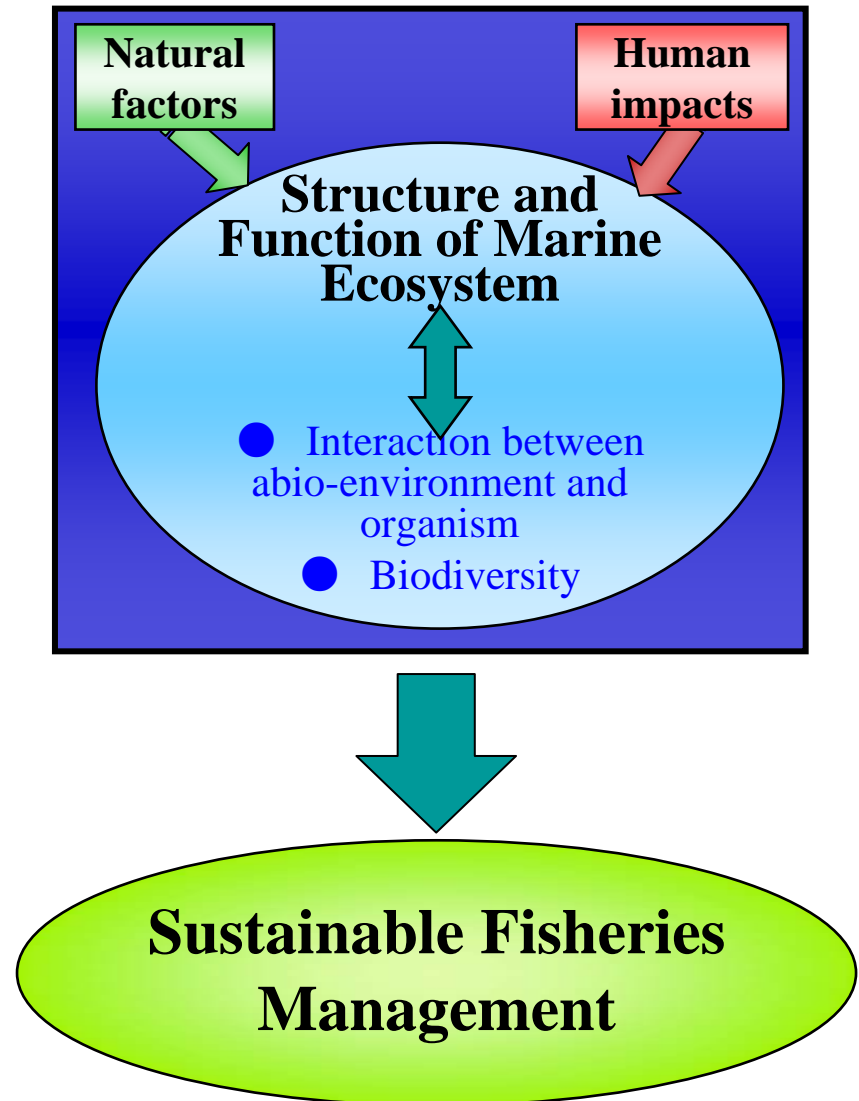 Natural
factors
Human
impacts
Structure and
Function of Marine
Ecosystem
● Interaction between
abio-environment and
organism
● Biodiversity
Sustainable Fisheries
Management